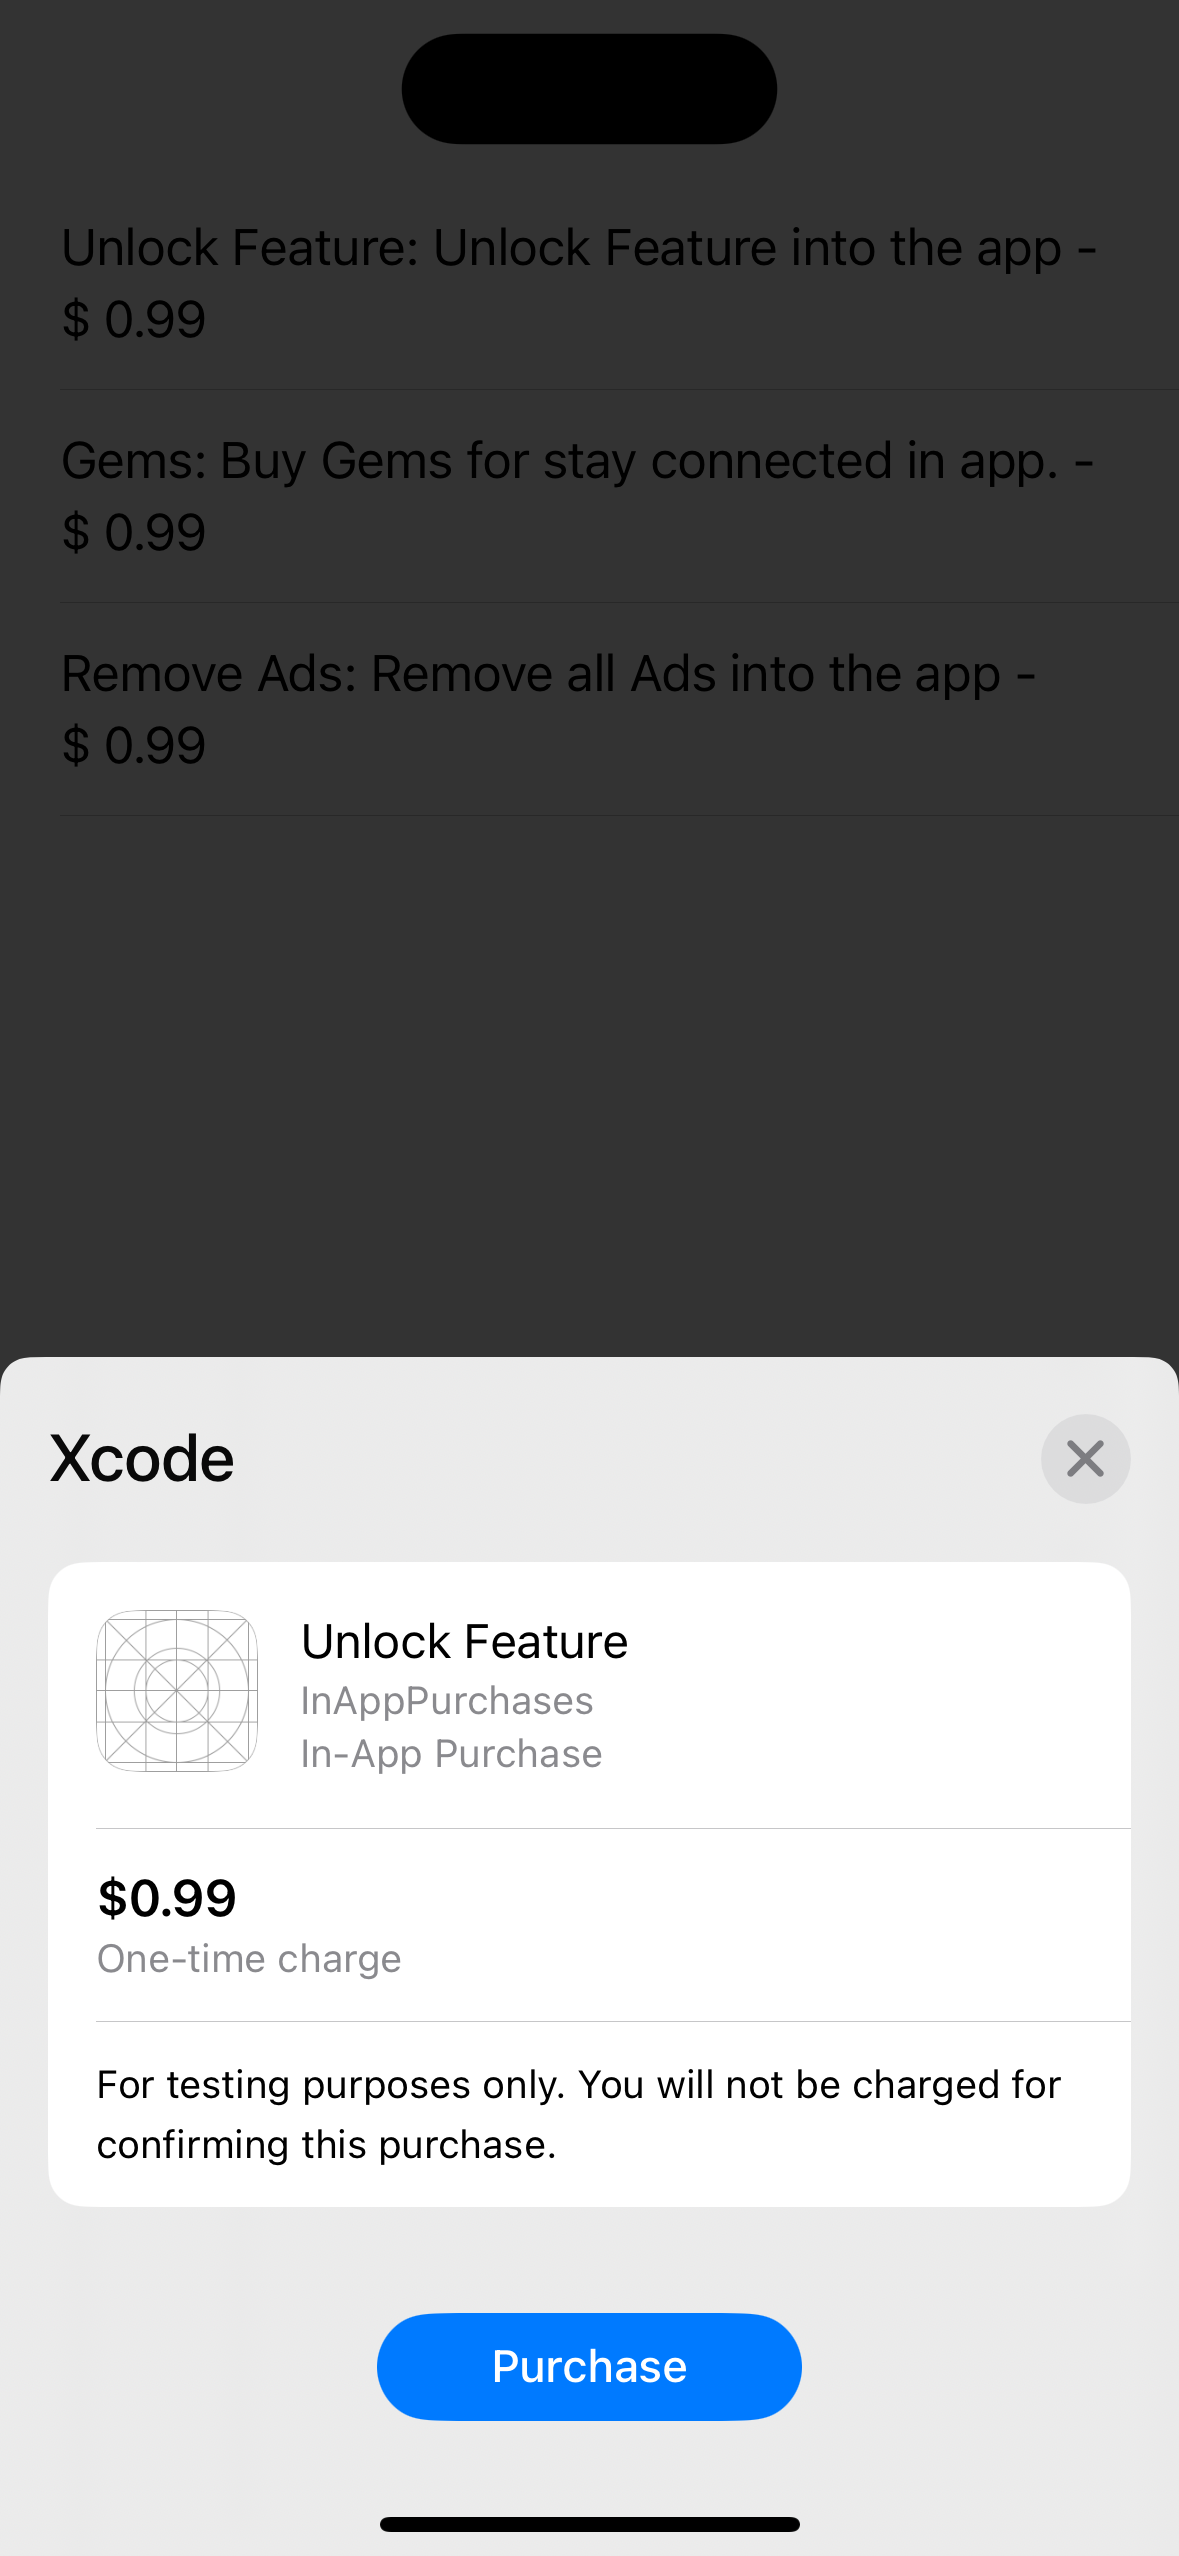 Unlock Feature: Unlock Feature into the app -
$ 0.99
Gems: Buy Gems for stay connected in app. -
$ 0.99
Remove Ads: Remove all Ads into the app -
$ 0.99
Xcode
Unlock Feature
InAppPurchases
In-App Purchase
$0.99
One-time charge
For testing purposes only. You will not be charged for
confirming this purchase.
Purchase